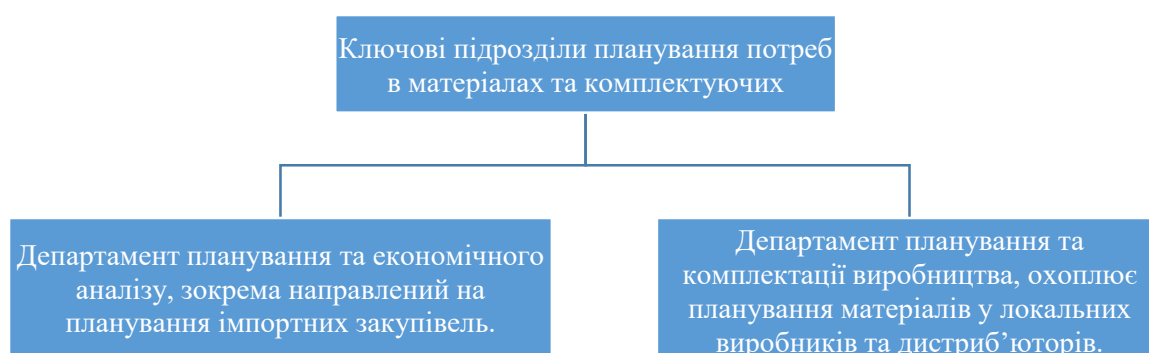 Ключові підрозділи планування потреб
в матеріалах та комплектуючих
Департамент планування та економічного
аналізу, зокрема направлений на
планування імпортних закупівель.
Департамент планування та
комплектації виробництва, охоплює
планування матеріалів у локальних
виробників та дистриб’юторів.